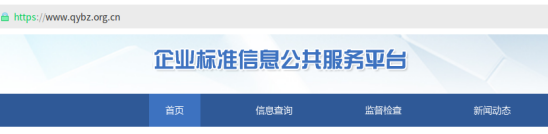 https://www.qybz.org.cn
企业标准信息公共服务平台
首页 信息查询 监督检查 新闻动态